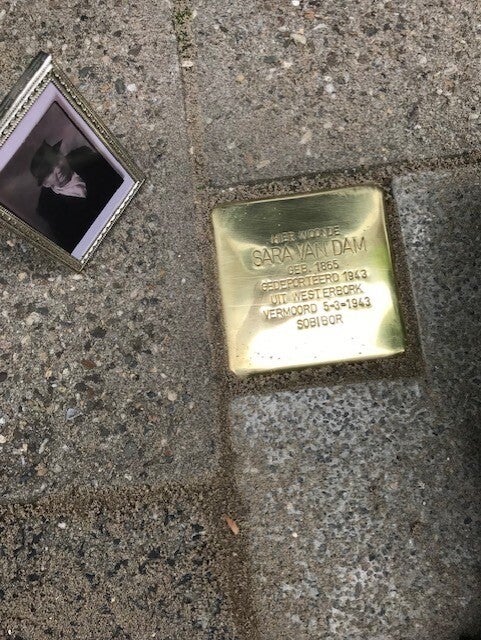 HIER WOONDE
SARA VAN DAM
GEB. 1865
GEDEPORTEERD 1943
UIT WESTERBORK
VERMOORD 5-3-1943
SOBIBOR